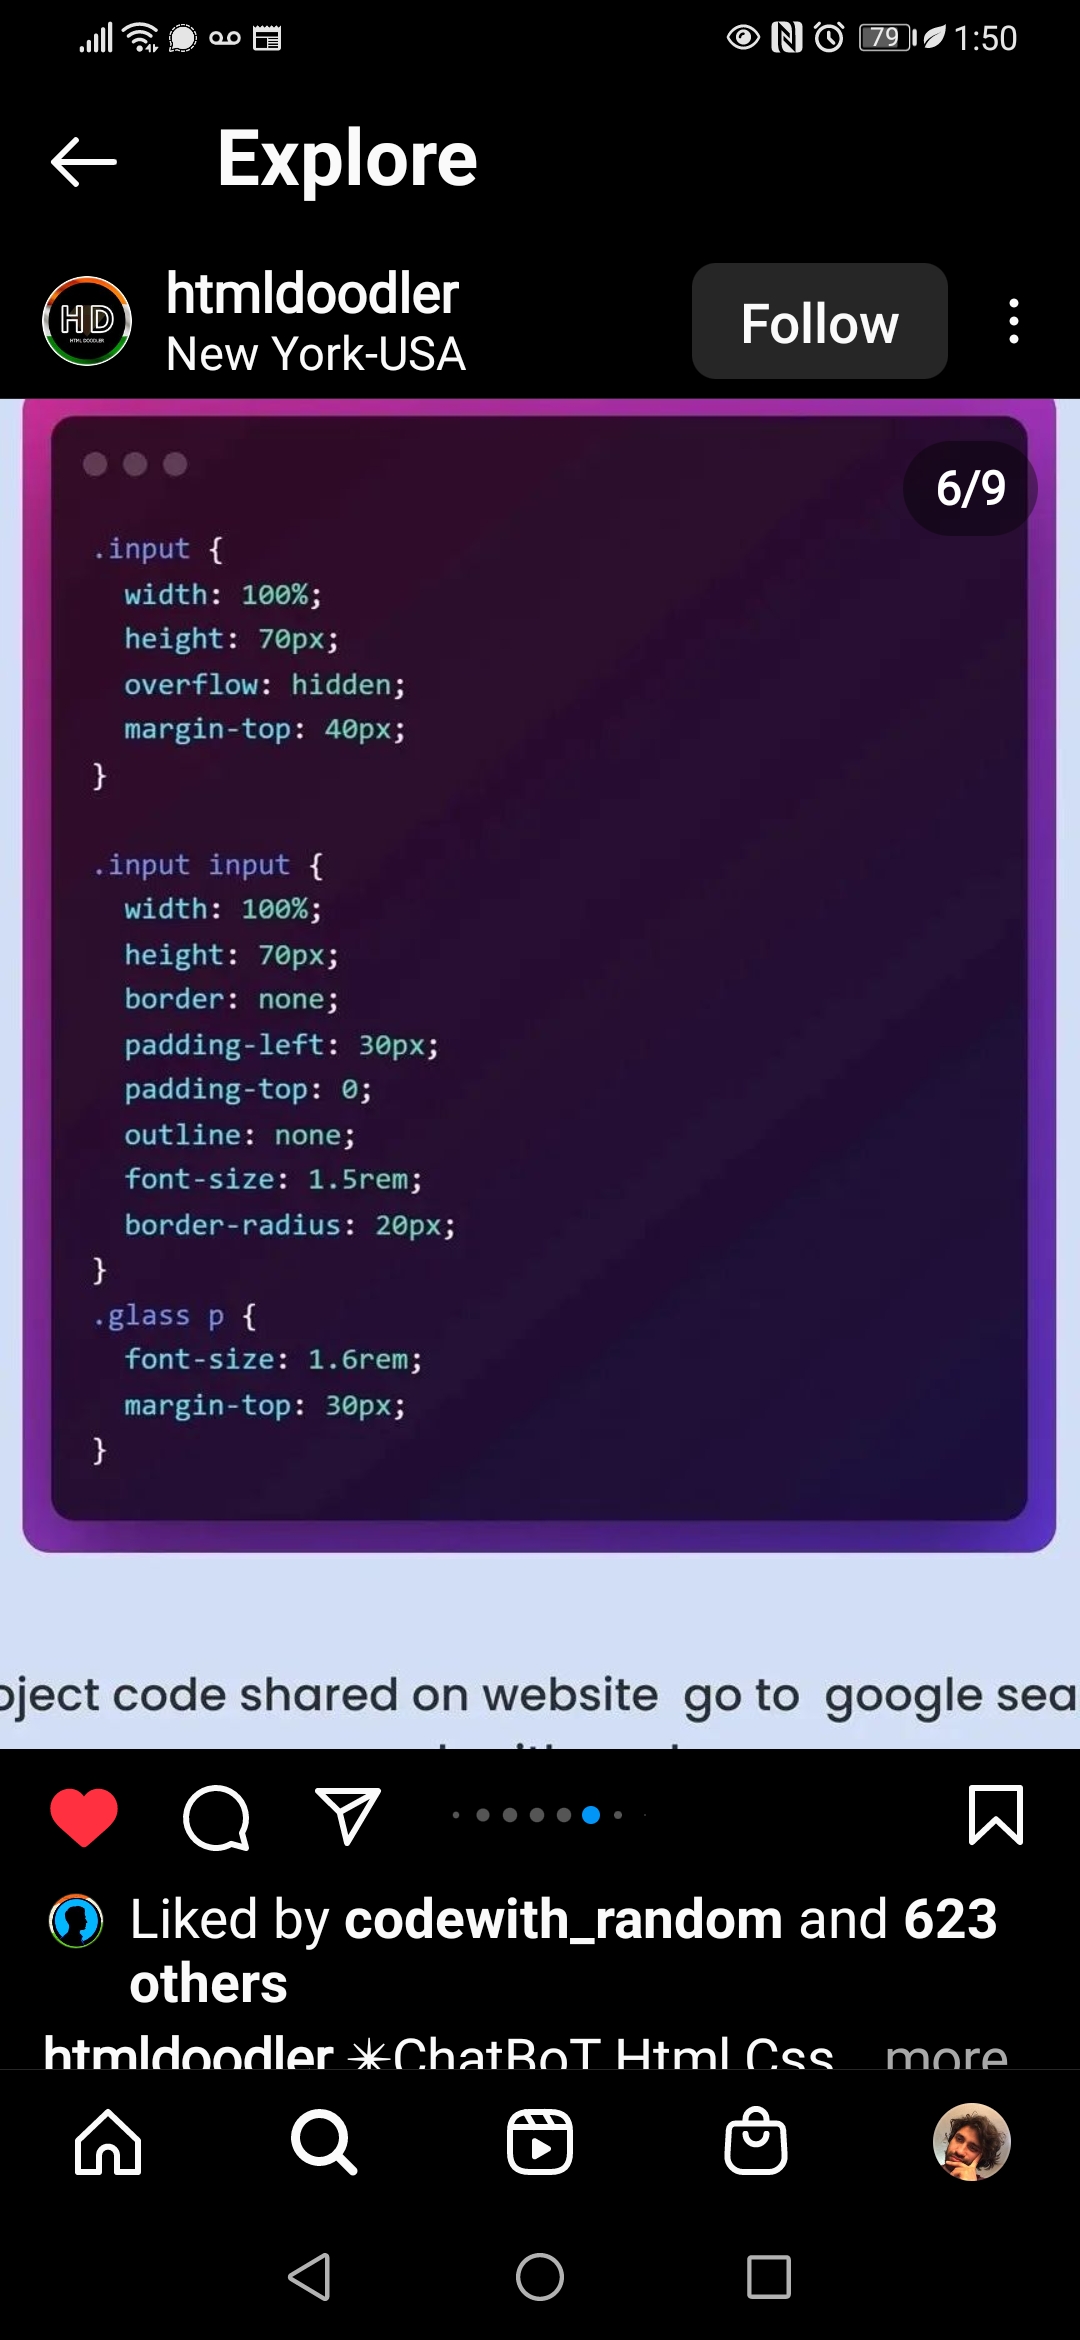 79 1:50
Explore
HD
HTML DOODLER
htmldoodler
New York-USA
Follow
6/9
.input {
width: 100%;
height: 70px;
overflow: hidden;
margin-top: 40px;
}
.input input {
width: 100%;
height: 70px;
border: none;
padding-left: 30px;
padding-top: 0;
outline: none;
font-size: 1.5rem;
border-radius: 20px;
}
.glass p {
font-size: 1.6rem;
margin-top: 30px;
}
oject code shared on website go to google sea
Liked by codewith_random and 623
others
htmldoodler ✴ChatBoT Html Css more